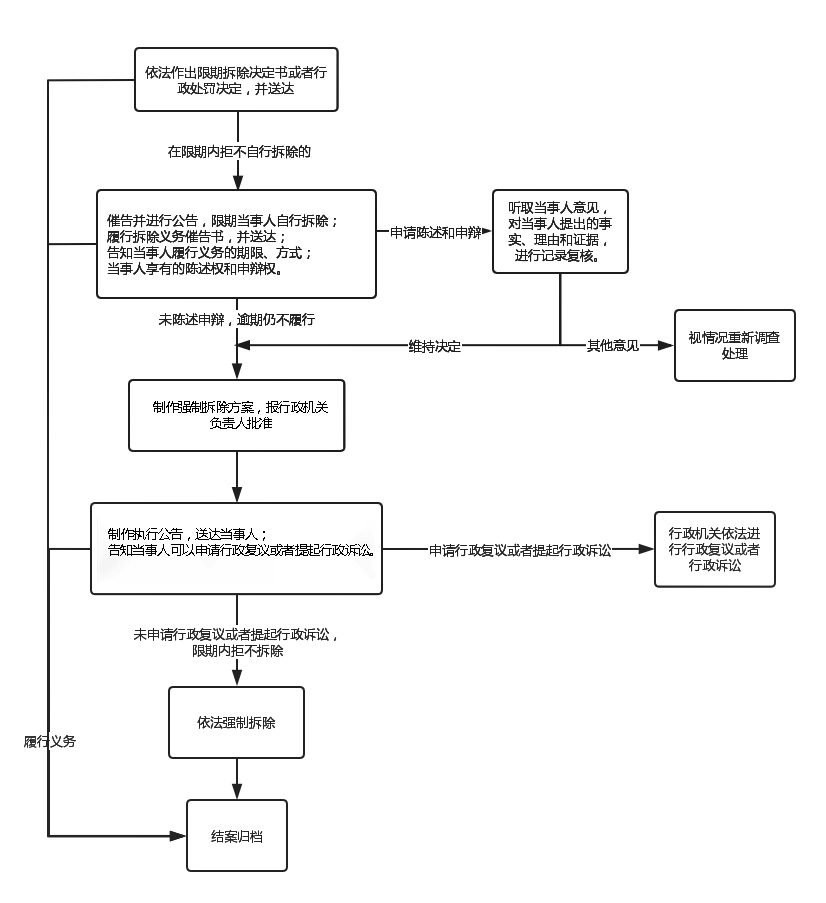 依法作出限期拆除决定书或者行
政处罚决定，并送达
在限期内拒不自行拆除的
催告并进行公告，限期当事人自行拆除；
履行拆除义务催告书，并送达；
告知当事人履行义务的期限、方式；
当事人享有的陈述权和申辩权。
申请陈述和申辩
听取当事人意见，
对当事人提出的事
实、理由和证据，
进行记录复核。
未陈述申辩，逾期仍不履行
维持决定
其他意见
视情况重新调查
处理
制作强制拆除方案，报行政机关
负责人批准
制作执行公告，送达当事人；
告知当事人可以申请行政复议或者提起行政诉讼。
申请行政复议或者提起行政诉讼
行政机关依法进
行行政复议或者
行政诉讼
未申请行政复议或者提起行政诉讼，
限期内拒不拆除
依法强制拆除
履行义务
结案归档